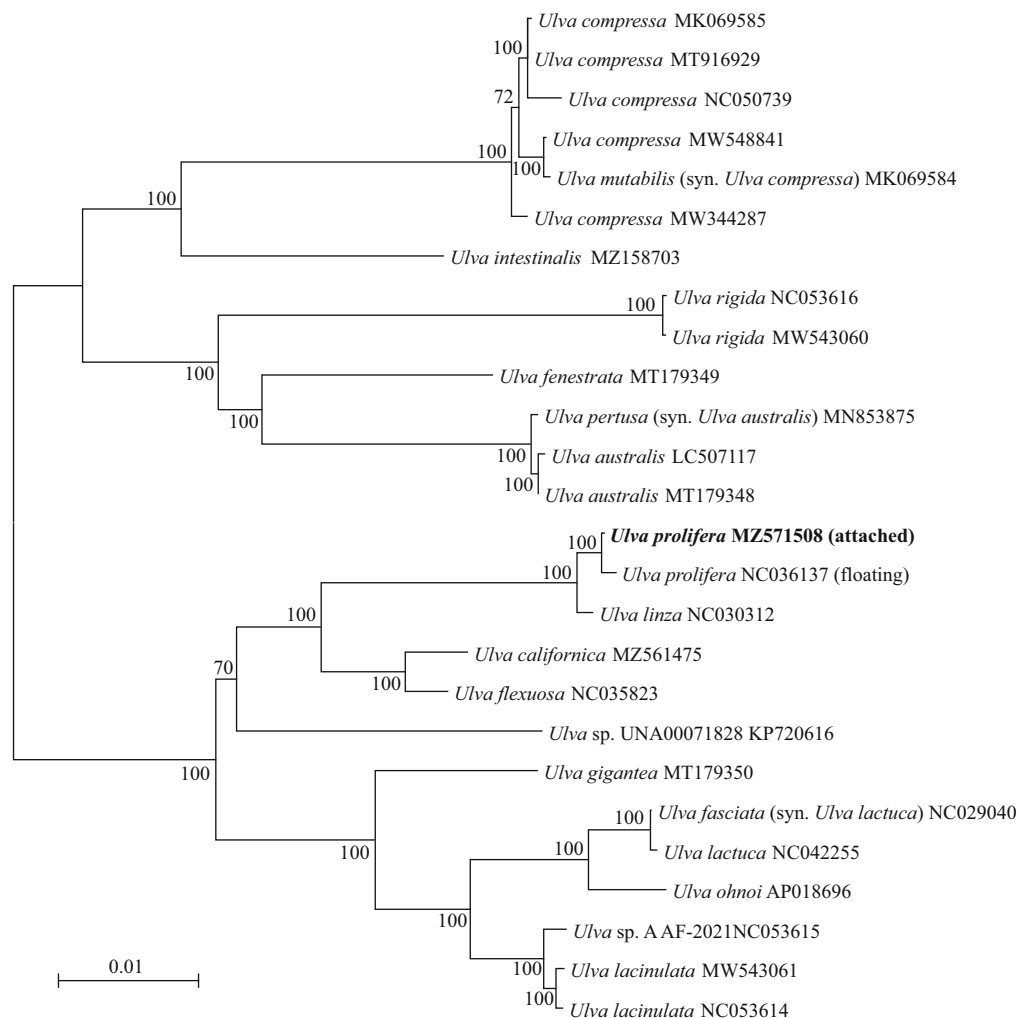 Ulva compressa MK069585
100
Ulva compressa MT916929
72
Ulva compressa NC050739
Ulva compressa MW548841
100
100
Ulva mutabilis (syn. Ulva compressa) MK069584
100
Ulva compressa MW344287
Ulva intestinalis MZ158703
Ulva rigida NC053616
100
Ulva rigida MW543060
100
Ulva fenestrata MT179349
100
Ulva pertusa (syn. Ulva australis) MN853875
100
Ulva australis LC507117
100
Ulva australis MT179348
Ulva prolifera MZ571508 (attached)
100
100
Ulva prolifera NC036137 (floating)
100
Ulva linza NC030312
Ulva californica MZ561475
70
100
Ulva flexuosa NC035823
Ulva sp. UNA00071828 KP720616
100
Ulva gigantea MT179350
Ulva fasciata (syn. Ulva lactuca) NC029040
100
100
100
Ulva lactuca NC042255
Ulva ohnoi AP018696
100
Ulva sp. A AF-2021NC053615
0.01
100
Ulva lacinulata MW543061
100
Ulva lacinulata NC053614